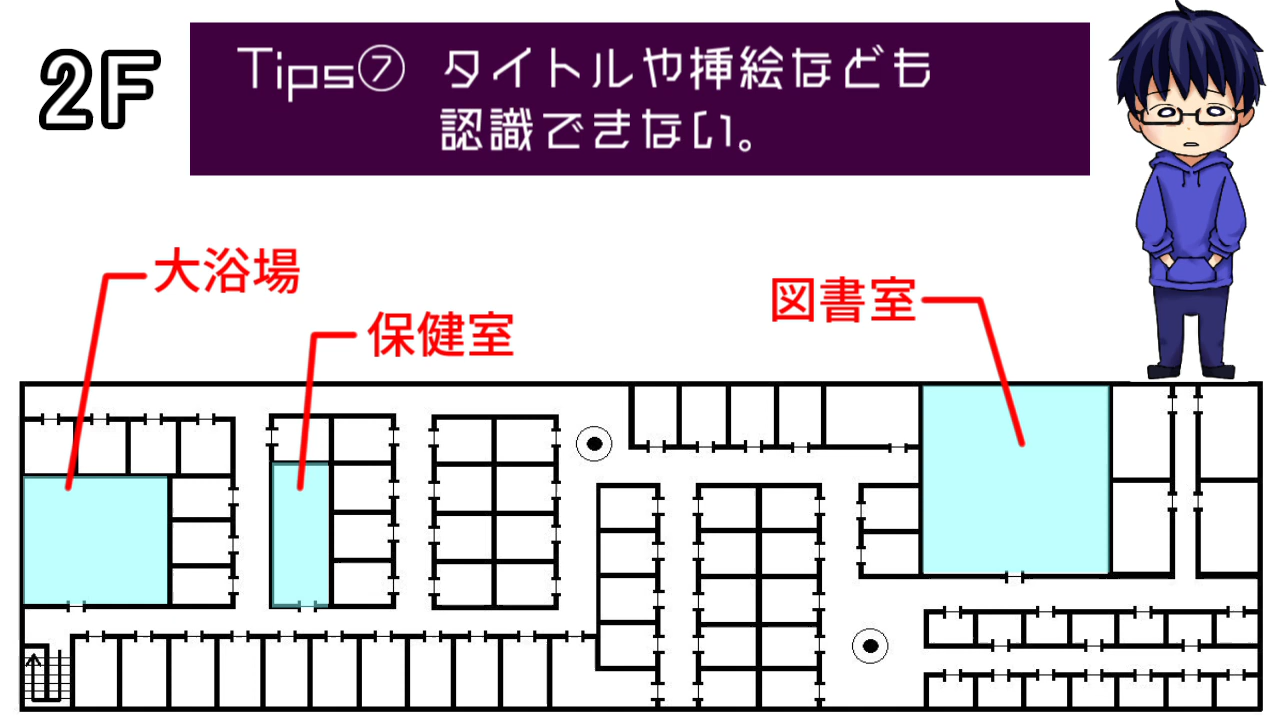 2F
Tips⑦ タイトルや挿絵なども
認識できない。
大浴場
図書室
保健室